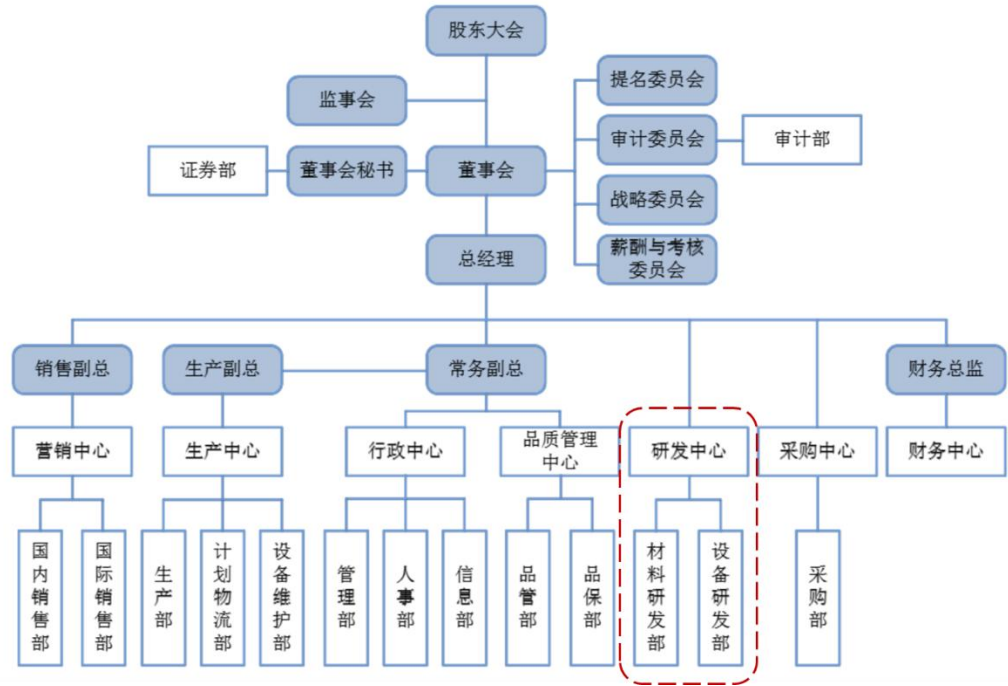 股东大会
提名委员会
监事会
审计委员会
审计部
证券部
董事会秘书
董事会
战略委员会
总经理
薪酬与考核
委员会
销售副总
生产副总
常务副总
财务总监
营销中心
生产中心
行政中心
品质管理
中心
研发中心
采购中心
财务中心
国内销售部
国际销售部
生产部
计划物流部
设备维护部
管理部
人事部
信息部
品管部
品保部
材料研发部
设备研发部
采购部